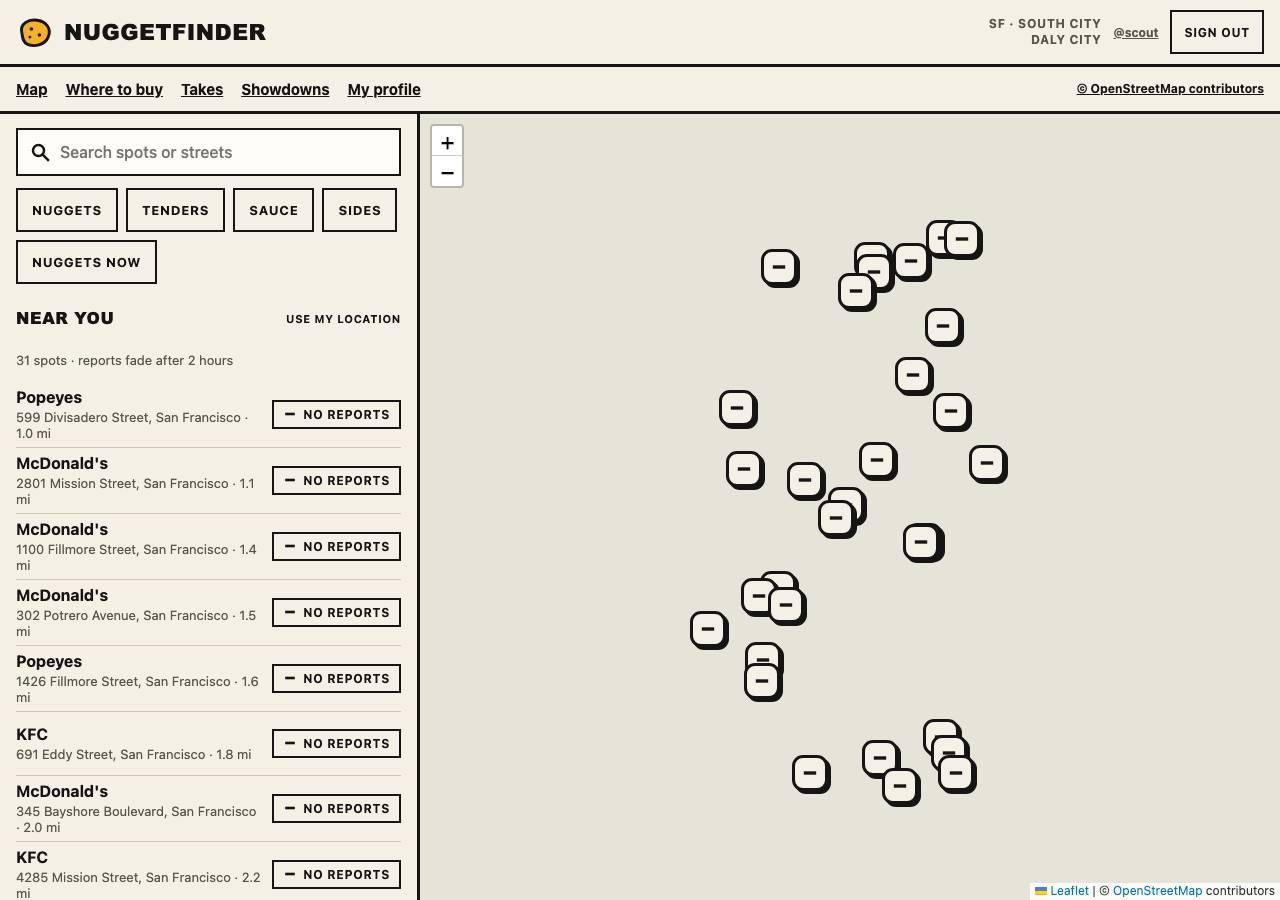 NUGGETFINDER
SF · SOUTH CITY
DALY CITY
@scout
SIGN OUT
Map
Where to buy
Takes
Showdowns
My profile
© OpenStreetMap contributors
Search spots or streets
NUGGETS
TENDERS
SAUCE
SIDES
NUGGETS NOW
NEAR YOU
USE MY LOCATION
31 spots · reports fade after 2 hours
Popeyes
599 Divisadero Street, San Francisco ·
1.0 mi
NO REPORTS
McDonald's
2801 Mission Street, San Francisco · 1.1
mi
NO REPORTS
McDonald's
1100 Fillmore Street, San Francisco · 1.4
mi
NO REPORTS
McDonald's
302 Potrero Avenue, San Francisco · 1.5
mi
NO REPORTS
Popeyes
1426 Fillmore Street, San Francisco · 1.6
mi
NO REPORTS
KFC
691 Eddy Street, San Francisco · 1.8 mi
NO REPORTS
McDonald's
345 Bayshore Boulevard, San Francisco
· 2.0 mi
NO REPORTS
KFC
4285 Mission Street, San Francisco · 2.2
mi
NO REPORTS
+
−
Leaflet | © OpenStreetMap contributors